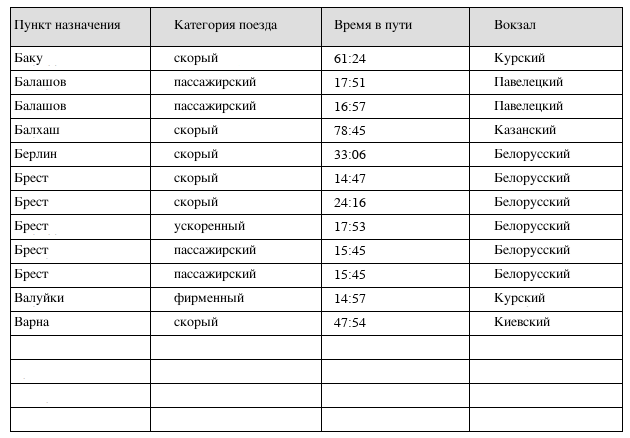 Пункт назначения Категория поезда Время в пути Вокзал
Баку скорый 61:24 Курский
Балашов пассажирский 17:51 Павелецкий
Балашов пассажирский 16:57 Павелецкий
Балхаш скорый 78:45 Казанский
Берлин скорый 33:06 Белорусский
Брест скорый 14:47 Белорусский
Брест скорый 24:16 Белорусский
Брест ускоренный 17:53 Белорусский
Брест пассажирский 15:45 Белорусский
Брест пассажирский 15:45 Белорусский
Валуйки фирменный 14:57 Курский
Варна скорый 47:54 Киевский